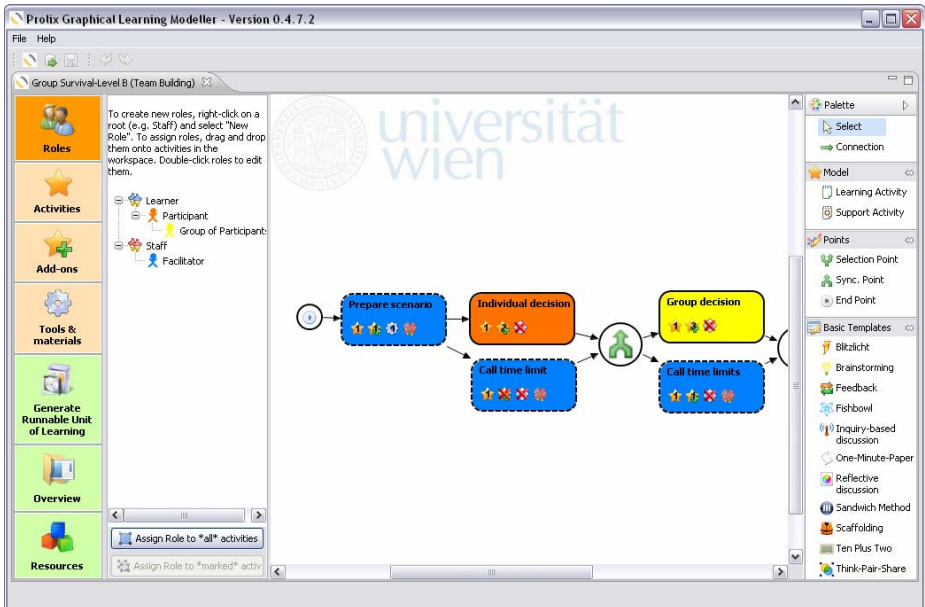 Prolix Graphical Learning Modeller - Version 0.4.7.2
File Help
Group Survival-Level B (Team Building)
Roles
Activities
Add-ons
Tools &
materials
Generate
Runnable Unit
of Learning
Overview
Resources
To create new roles, right-click on a
root (e.g. Staff) and select "New
Role". To assign roles, drag and drop
them onto activities in the
workspace. Double-click roles to edit
them.
Learner
Participant
Group of Participant
Staff
Facilitator
Assign Role to *all* activities
Assign Role to *marked* activ
universität
wien
Prepare scenario
Individual decision
Call time limit
Group decision
Call time limits
Palette
Select
Connection
Model
Learning Activity
Support Activity
Points
Selection Point
Sync. Point
End Point
Basic Templates
Blitzlicht
Brainstorming
Feedback
Fishbowl
Inquiry-based
discussion
One-Minute-Paper
Reflective
discussion
Sandwich Method
Scaffolding
Ten Plus Two
Think-Pair-Share